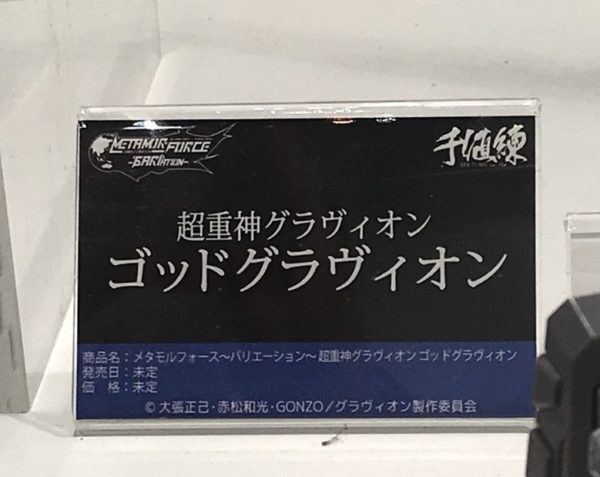 METAMOR-FORCE
-BARIATION-
千値練
超重神グラヴィオン
ゴッドグラヴィオン
商品名：メタモルフォース～バリエーション～ 超重神グラヴィオン ゴッドグラヴィオン
発売日：未定
価　格：未定
© 大張正己・赤松和光・GONZO／グラヴィオン製作委員会